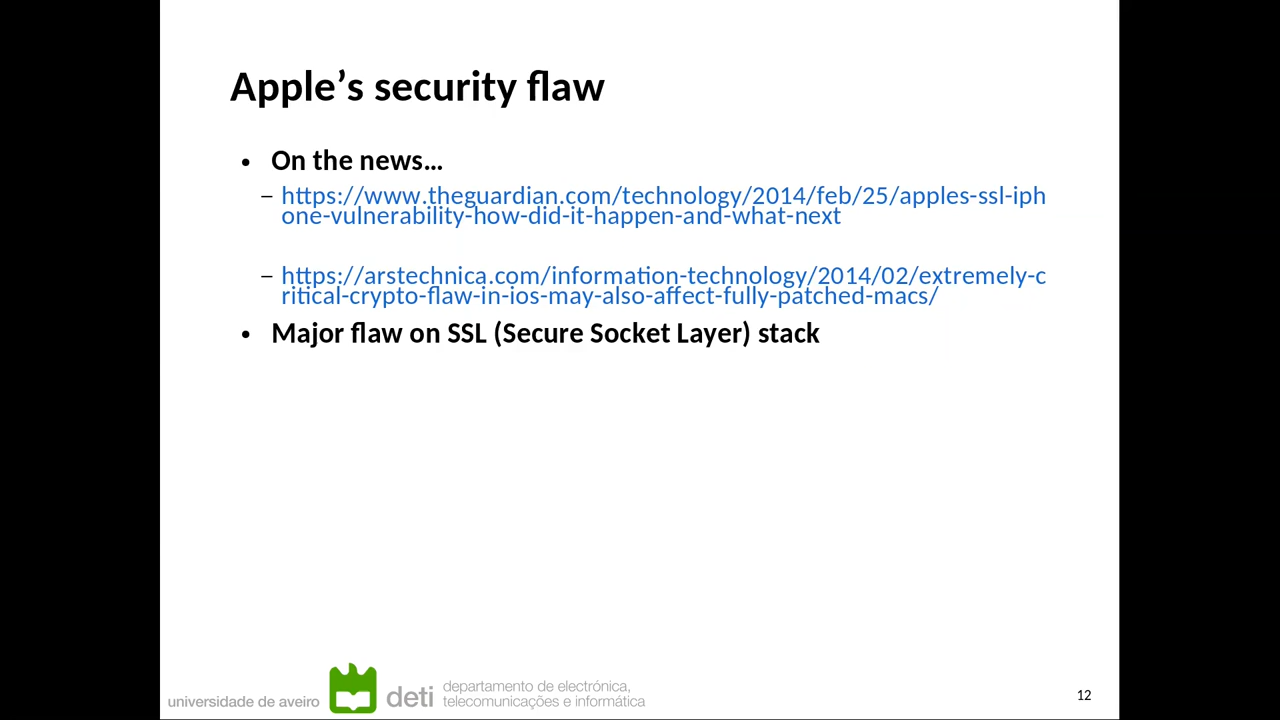 Apple’s security flaw
• On the news…
– https://www.theguardian.com/technology/2014/feb/25/apples-ssl-iph
one-vulnerability-how-did-it-happen-and-what-next
– https://arstechnica.com/information-technology/2014/02/extremely-c
ritical-crypto-flaw-in-ios-may-also-affect-fully-patched-macs/
• Major flaw on SSL (Secure Socket Layer) stack
universidade de aveiro
deti
departamento de electrónica,
telecomunicações e informática
12